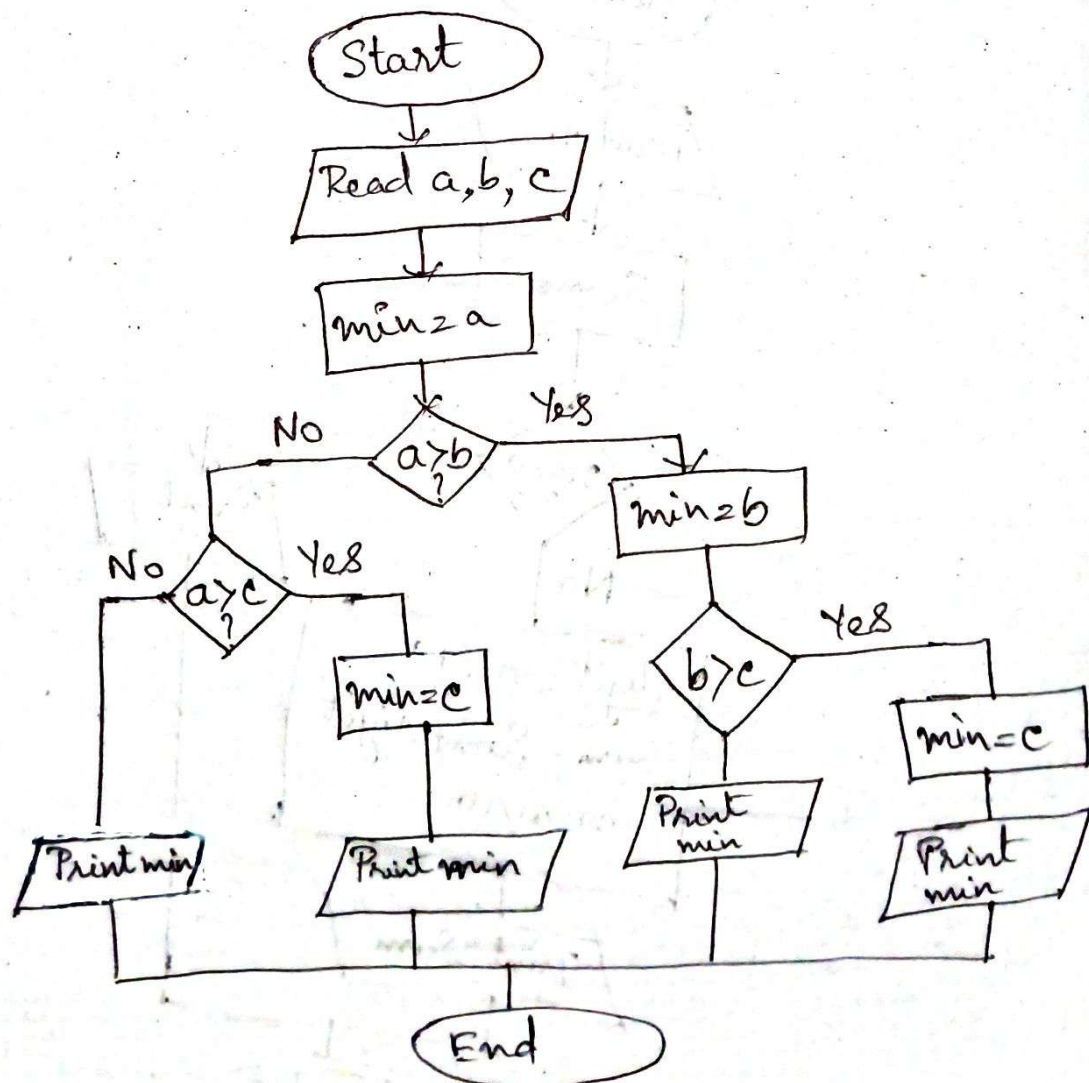 Start
Read a, b, c
min = a
No
Yes
a>b
?
min = b
No
Yes
a>c
?
Yes
b>c
min = c
min = c
Print min
Print min
Print
min
Print
min
End